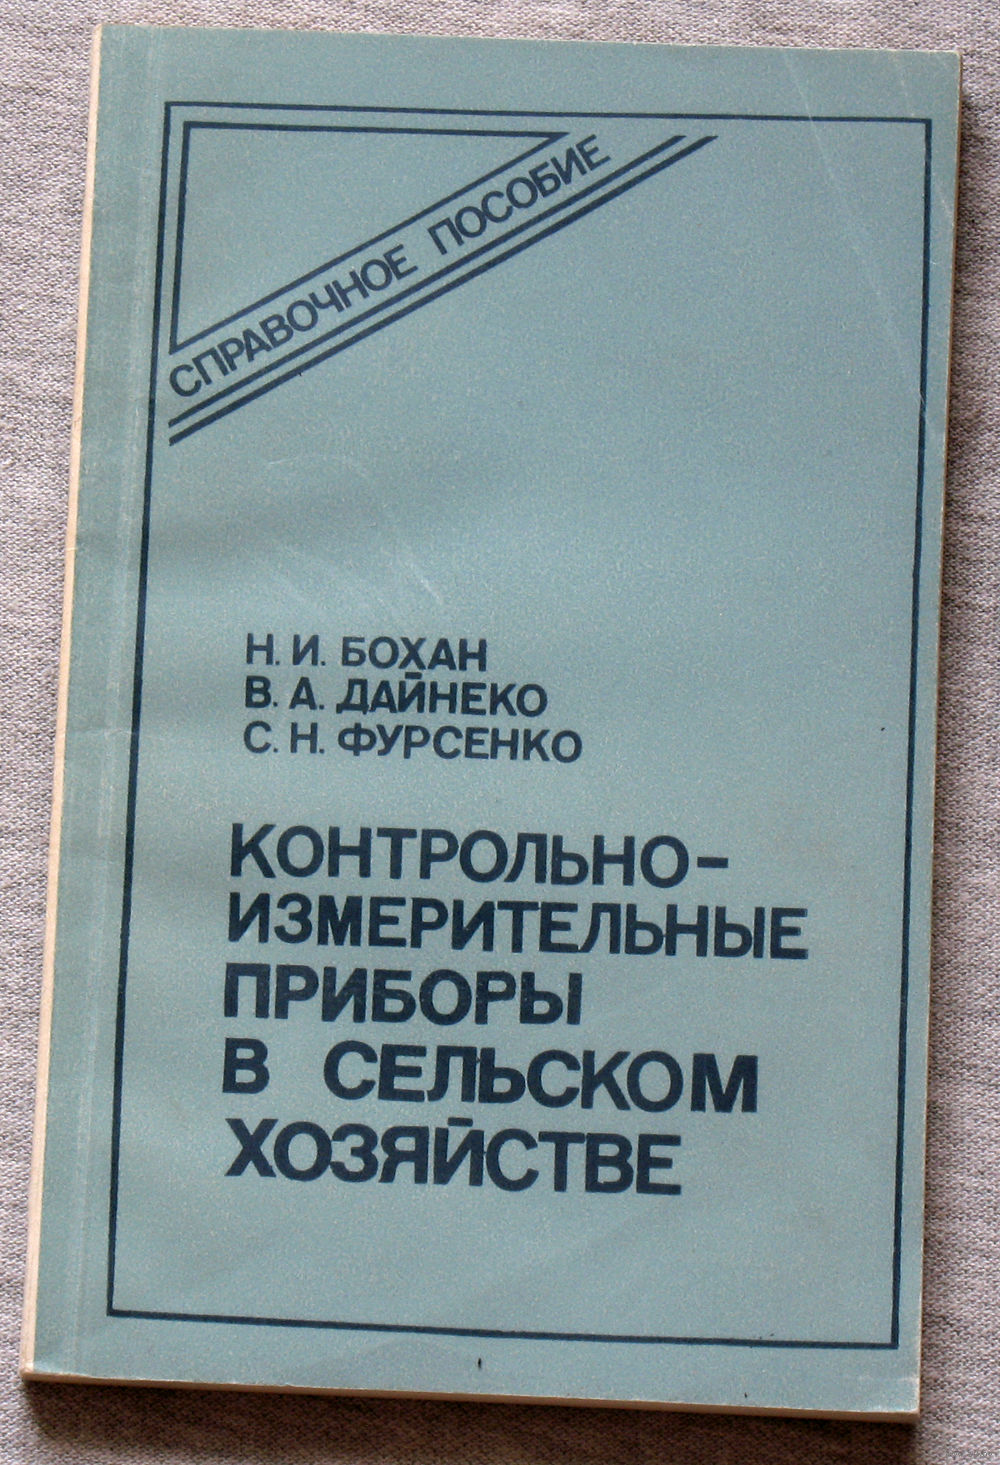 СПРАВОЧНОЕ ПОСОБИЕ
Н. И. БОХАН
В. А. ДАЙНЕКО
С. Н. ФУРСЕНКО
КОНТРОЛЬНО-
ИЗМЕРИТЕЛЬНЫЕ
ПРИБОРЫ
В СЕЛЬСКОМ
ХОЗЯЙСТВЕ